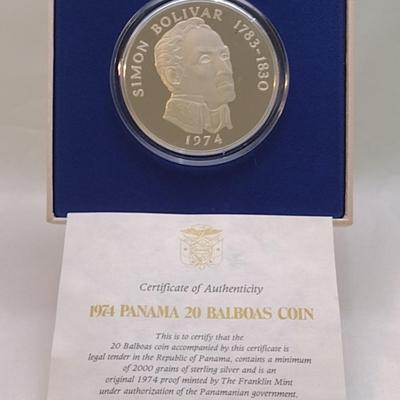 SIMON BOLIVAR 1783-1830
1974
Certificate of Authenticity
1974 PANAMA 20 BALBOAS COIN
This is to certify that the
20 Balboas coin accompanied by this certificate is
legal tender in the Republic of Panama, contains a minimum
of 2000 grains of sterling silver and is an
original 1974 proof minted by The Franklin Mint
under authorization of the Panamanian government.